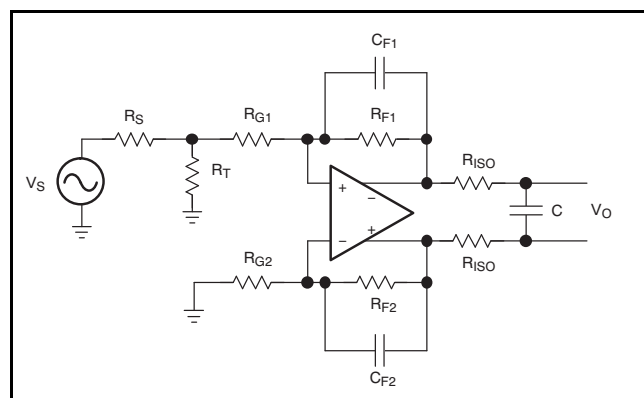 CF1
RS
RG1
RF1
RISO
VS
RT
+
–
C
VO
–
+
RG2
RF2
RISO
CF2